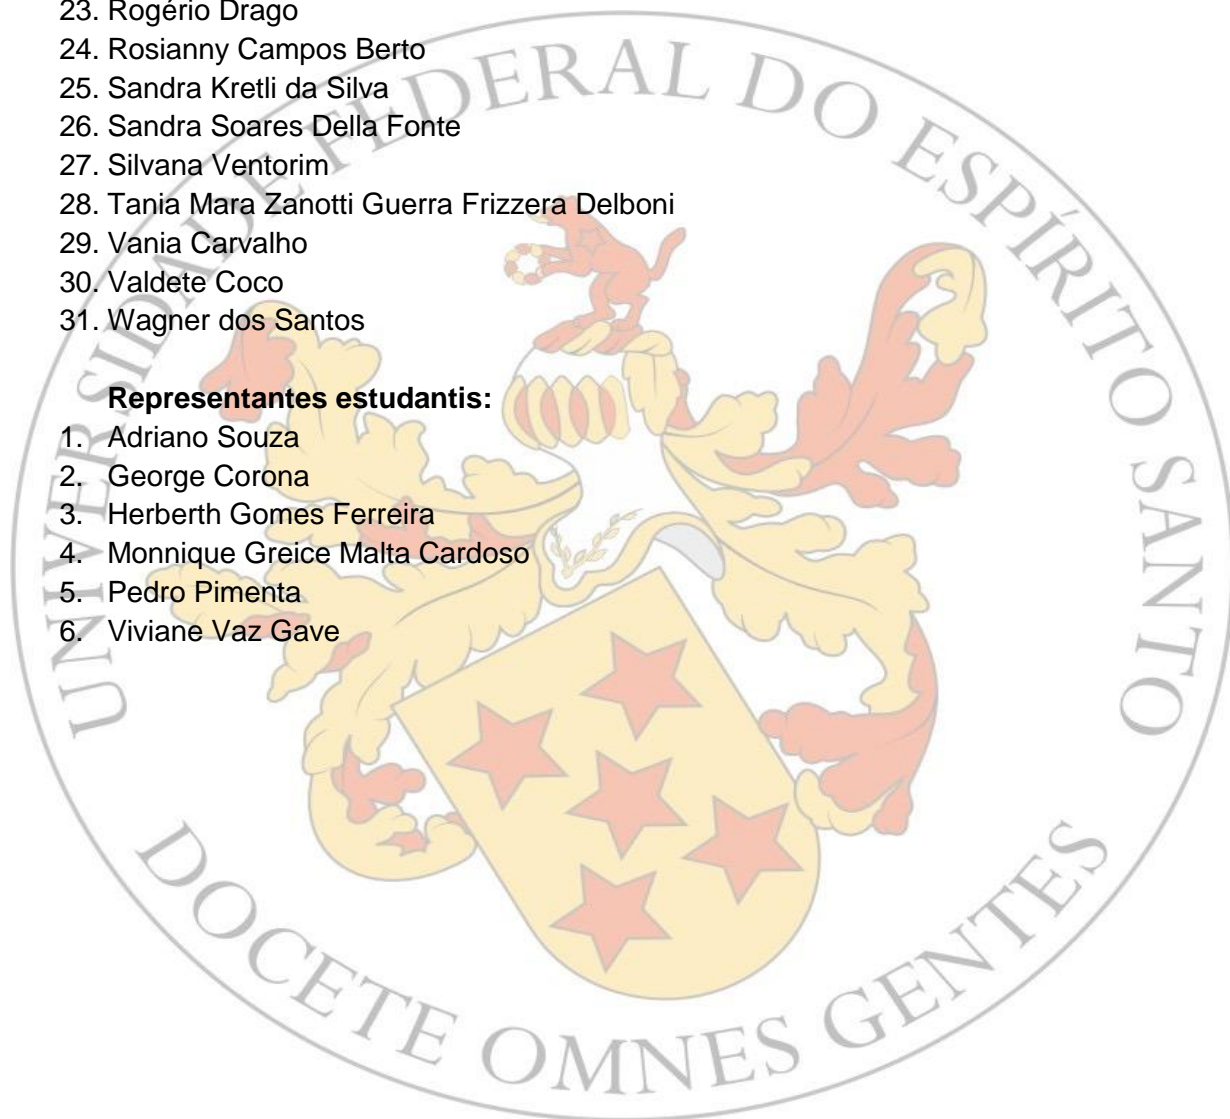 23. Rogério Drago
24. Rosianny Campos Berto
25. Sandra Kretli da Silva
26. Sandra Soares Della Fonte
27. Silvana Ventorim
28. Tania Mara Zanotti Guerra Frizzera Delboni
29. Vania Carvalho
30. Valdete Coco
31. Wagner dos Santos
Representantes estudantis:
1. Adriano Souza
2. George Corona
3. Herberth Gomes Ferreira
4. Monnique Greice Malta Cardoso
5. Pedro Pimenta
6. Viviane Vaz Gave
UNIVERSIDADE FEDERAL DO ESPÍRITO SANTO
DOCETE OMNES GENTES